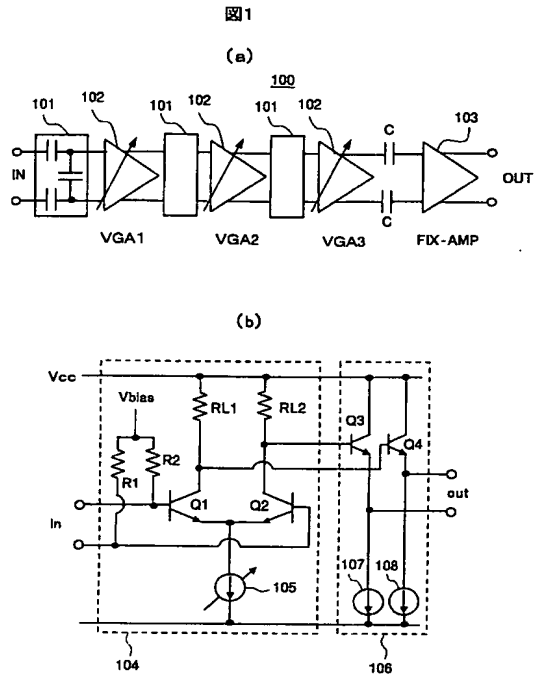 図1
(a)
100
101 102 101 102 101 102 C 103
IN OUT
C
VGA1 VGA2 VGA3 FIX-AMP
(b)
Vcc
Vbias
RL1 RL2
Q3
Q4
R1 R2
Q1 Q2
out
In
105
107 108
104
106